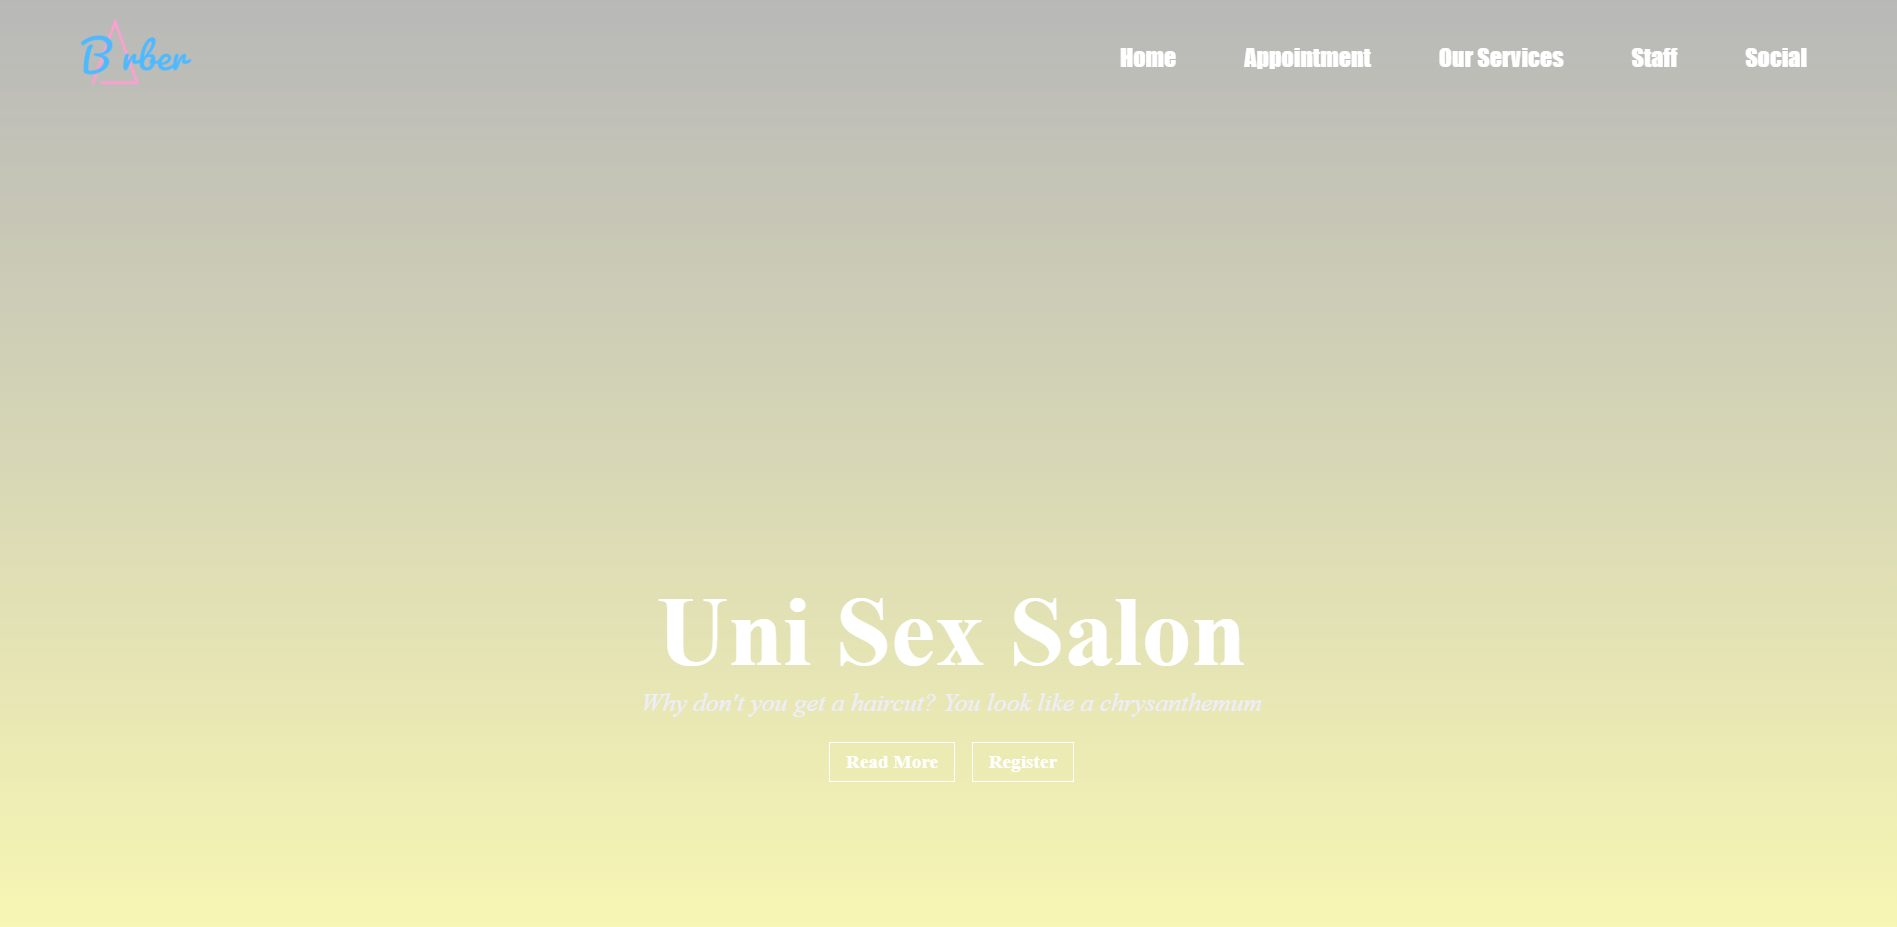 B rber
Home Appointment Our Services Staff Social
Uni Sex Salon
Why don't you get a haircut? You look like a chrysanthemum
Read More Register